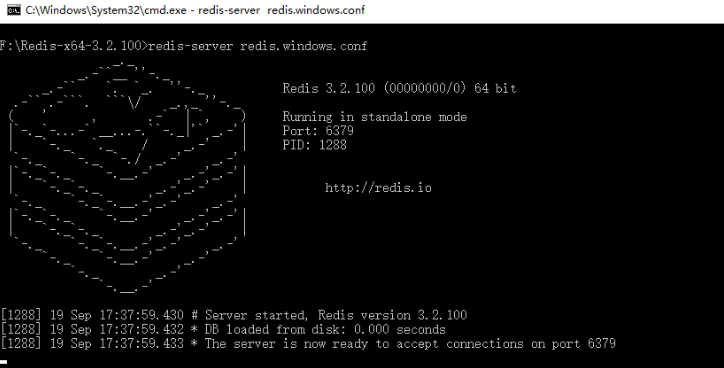 C:\Windows\System32\cmd.exe - redis-server  redis.windows.conf
F:\Redis-x64-3.2.100>redis-server redis.windows.conf
Redis 3.2.100 (00000000/0) 64 bit
Running in standalone mode
Port: 6379
PID: 1288
http://redis.io
[1288] 19 Sep 17:37:59.430 # Server started, Redis version 3.2.100
[1288] 19 Sep 17:37:59.432 * DB loaded from disk: 0.000 seconds
[1288] 19 Sep 17:37:59.433 * The server is now ready to accept connections on port 6379